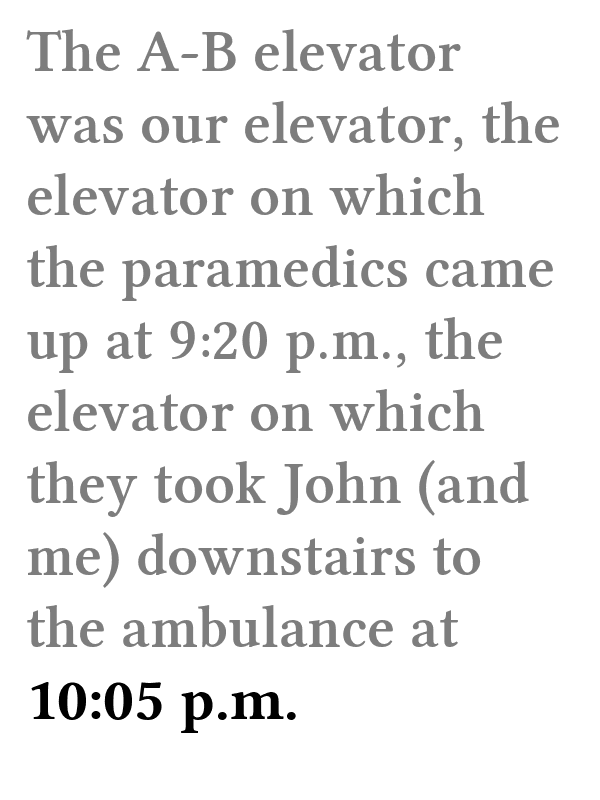 The A-B elevator
was our elevator, the
elevator on which
the paramedics came
up at 9:20 p.m., the
elevator on which
they took John (and
me) downstairs to
the ambulance at
10:05 p.m.